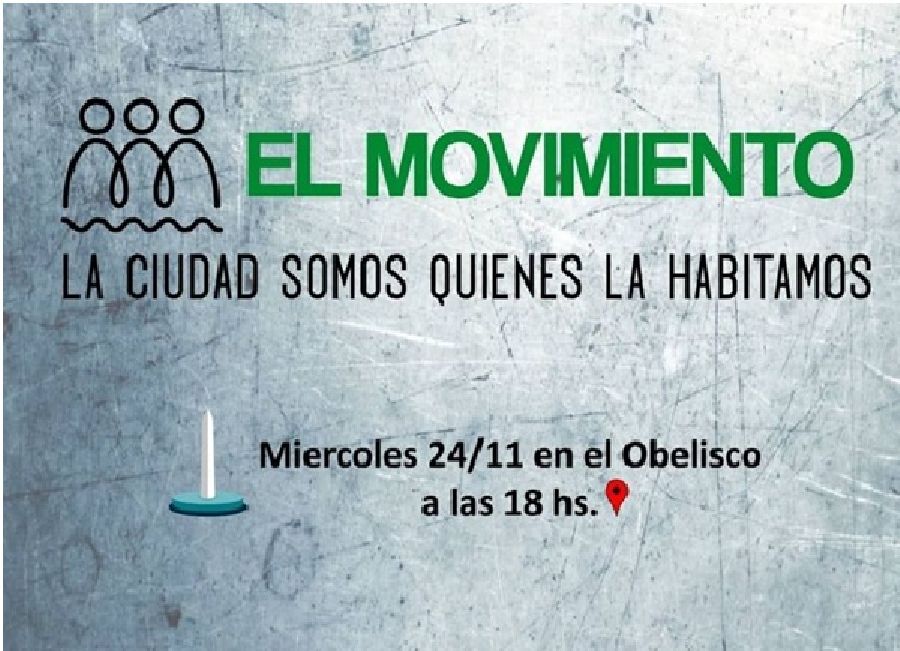 EL MOVIMIENTO
LA CIUDAD SOMOS QUIENES LA HABITAMOS
Miercoles 24/11 en el Obelisco
a las 18 hs.